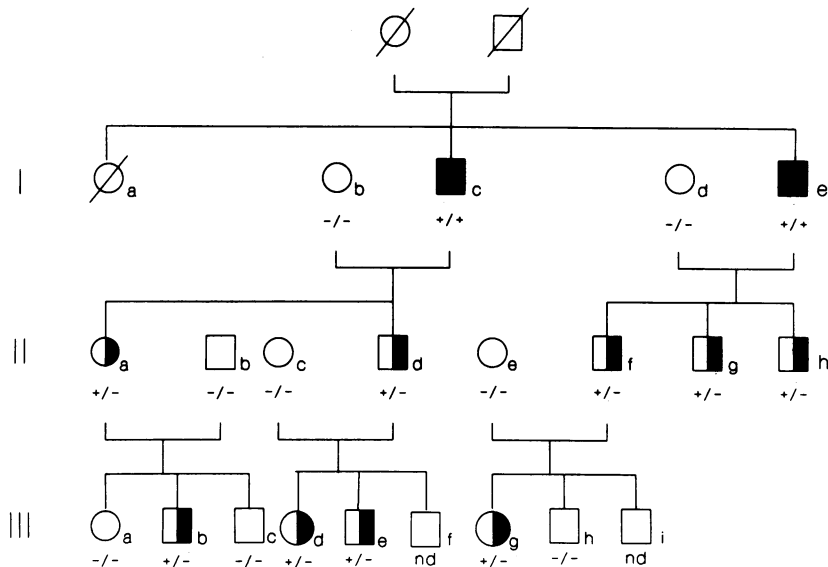 I a b c d e
-/- +/+ -/- +/+
II a b c d e f g h
+/- -/- -/- +/- -/- +/- +/- +/-
III a b c d e f g h i
-/- +/- -/- +/- +/- nd +/- -/- nd